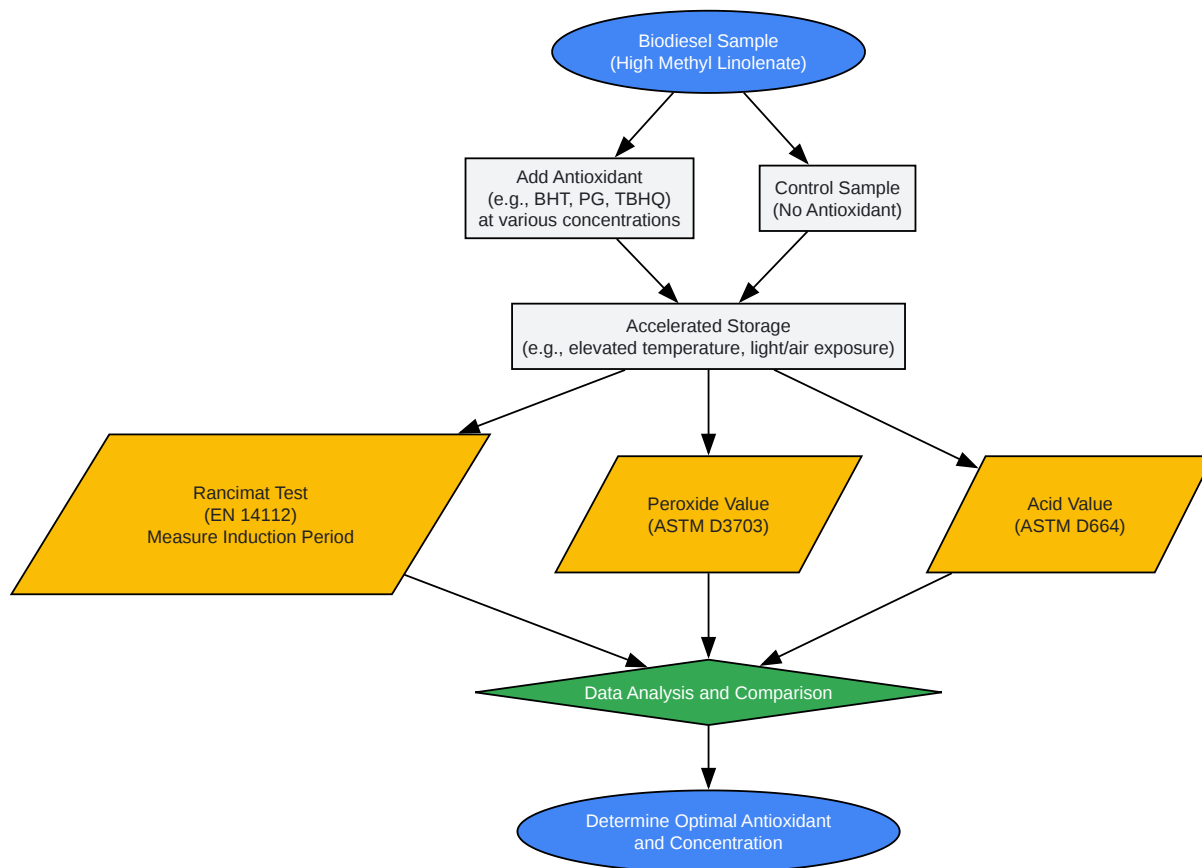 Biodiesel Sample
(High Methyl Linolenate)
Add Antioxidant
(e.g., BHT, PG, TBHQ)
at various concentrations
Control Sample
(No Antioxidant)
Accelerated Storage
(e.g., elevated temperature, light/air exposure)
Rancimat Test
(EN 14112)
Measure Induction Period
Peroxide Value
(ASTM D3703)
Acid Value
(ASTM D664)
Data Analysis and Comparison
Determine Optimal Antioxidant
and Concentration